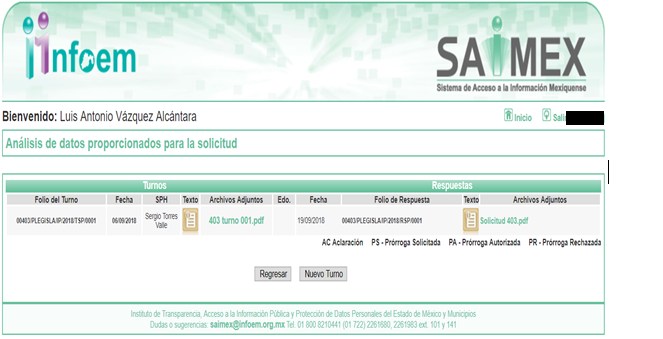 infoem
SAIMEX
Sistema de Acceso a la Información Mexiquense
Bienvenido: Luis Antonio Vázquez Alcántara
Inicio
Análisis de datos proporcionados para la solicitud
Turnos Respuestas
Folio del Turno Fecha SPH Texto Archivos Adjuntos Edo. Fecha Folio de Respuesta Texto Archivos Adjuntos
00403/PLEGISLA/IP/2018/TSP/0001 06/09/2018 Sergio Torres Valle 403 turno 001.pdf 19/09/2018 00403/PLEGISLA/IP/2018/RSP/0001 Solicitud 403.pdf
AC Aclaración PS - Prórroga Solicitada PA - Prórroga Autorizada PR - Prórroga Rechazada
Regresar Nuevo Turno
Instituto de Transparencia, Acceso a la Información Pública y Protección de Datos Personales del Estado de México y Municipios
Dudas o sugerencias: saimex@infoem.org.mx Tel. 01 800 8210441 (01 722) 2261980, 2261983 ext. 101 y 141